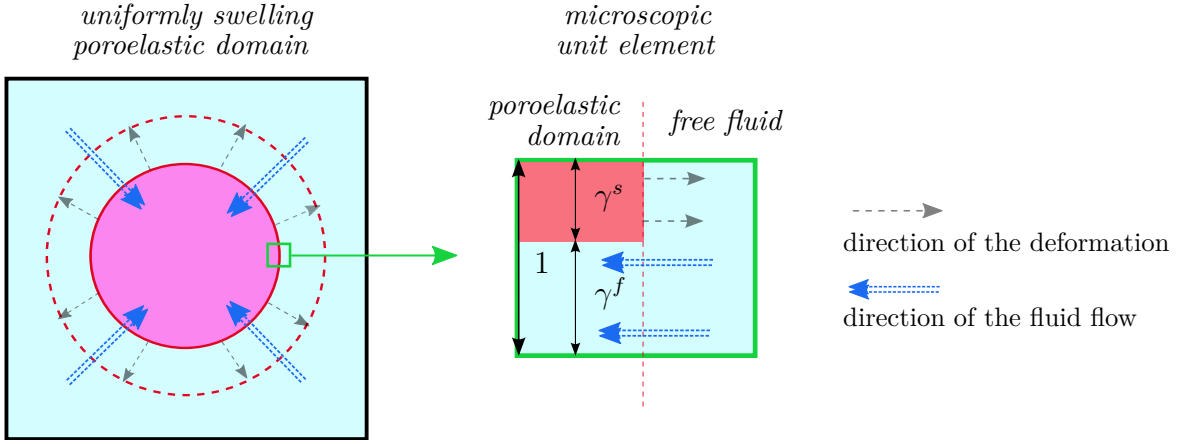 uniformly swelling
poroelastic domain
microscopic
unit element
poroelastic
domain
free fluid
γ^s
1
γ^f
direction of the deformation
direction of the fluid flow